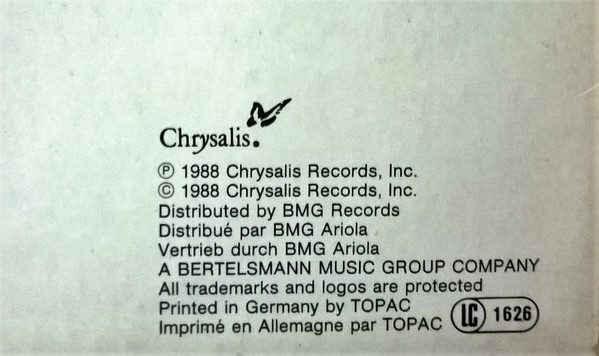 Chrysalis.
℗ 1988 Chrysalis Records, Inc.
© 1988 Chrysalis Records, Inc.
Distributed by BMG Records
Distribué par BMG Ariola
Vertrieb durch BMG Ariola
A BERTELSMANN MUSIC GROUP COMPANY
All trademarks and logos are protected
Printed in Germany by TOPAC
Imprimé en Allemagne par TOPAC
LC 1626